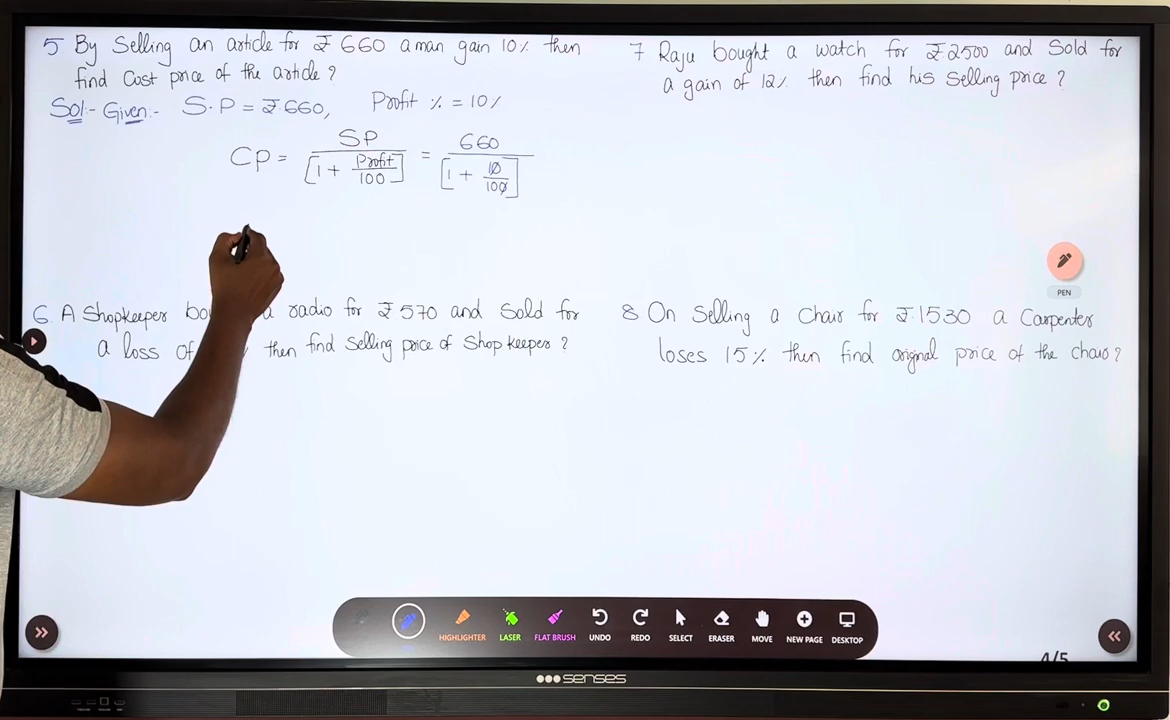 5 By Selling an article for ₹ 660 a man gain 10% then
find Cost price of the article ?
Sol:- Given:- S.P = ₹ 660, Profit % = 10%
CP = SP / [1 + Profit/100] = 660 / [1 + 10/100]
6. A Shopkeeper a radio for ₹ 570 and Sold for
a loss of then find Selling price of Shop keeper ?
7 Raju bought a watch for ₹ 2500 and Sold for
a gain of 12% then find his Selling price ?
8 On Selling a Chair for ₹ 1530 a Carpenter
loses 15% then find original price of the chair ?
PEN
HIGHLIGHTER LASER FLAT BRUSH UNDO REDO SELECT ERASER MOVE NEW PAGE DESKTOP
4/5
senses